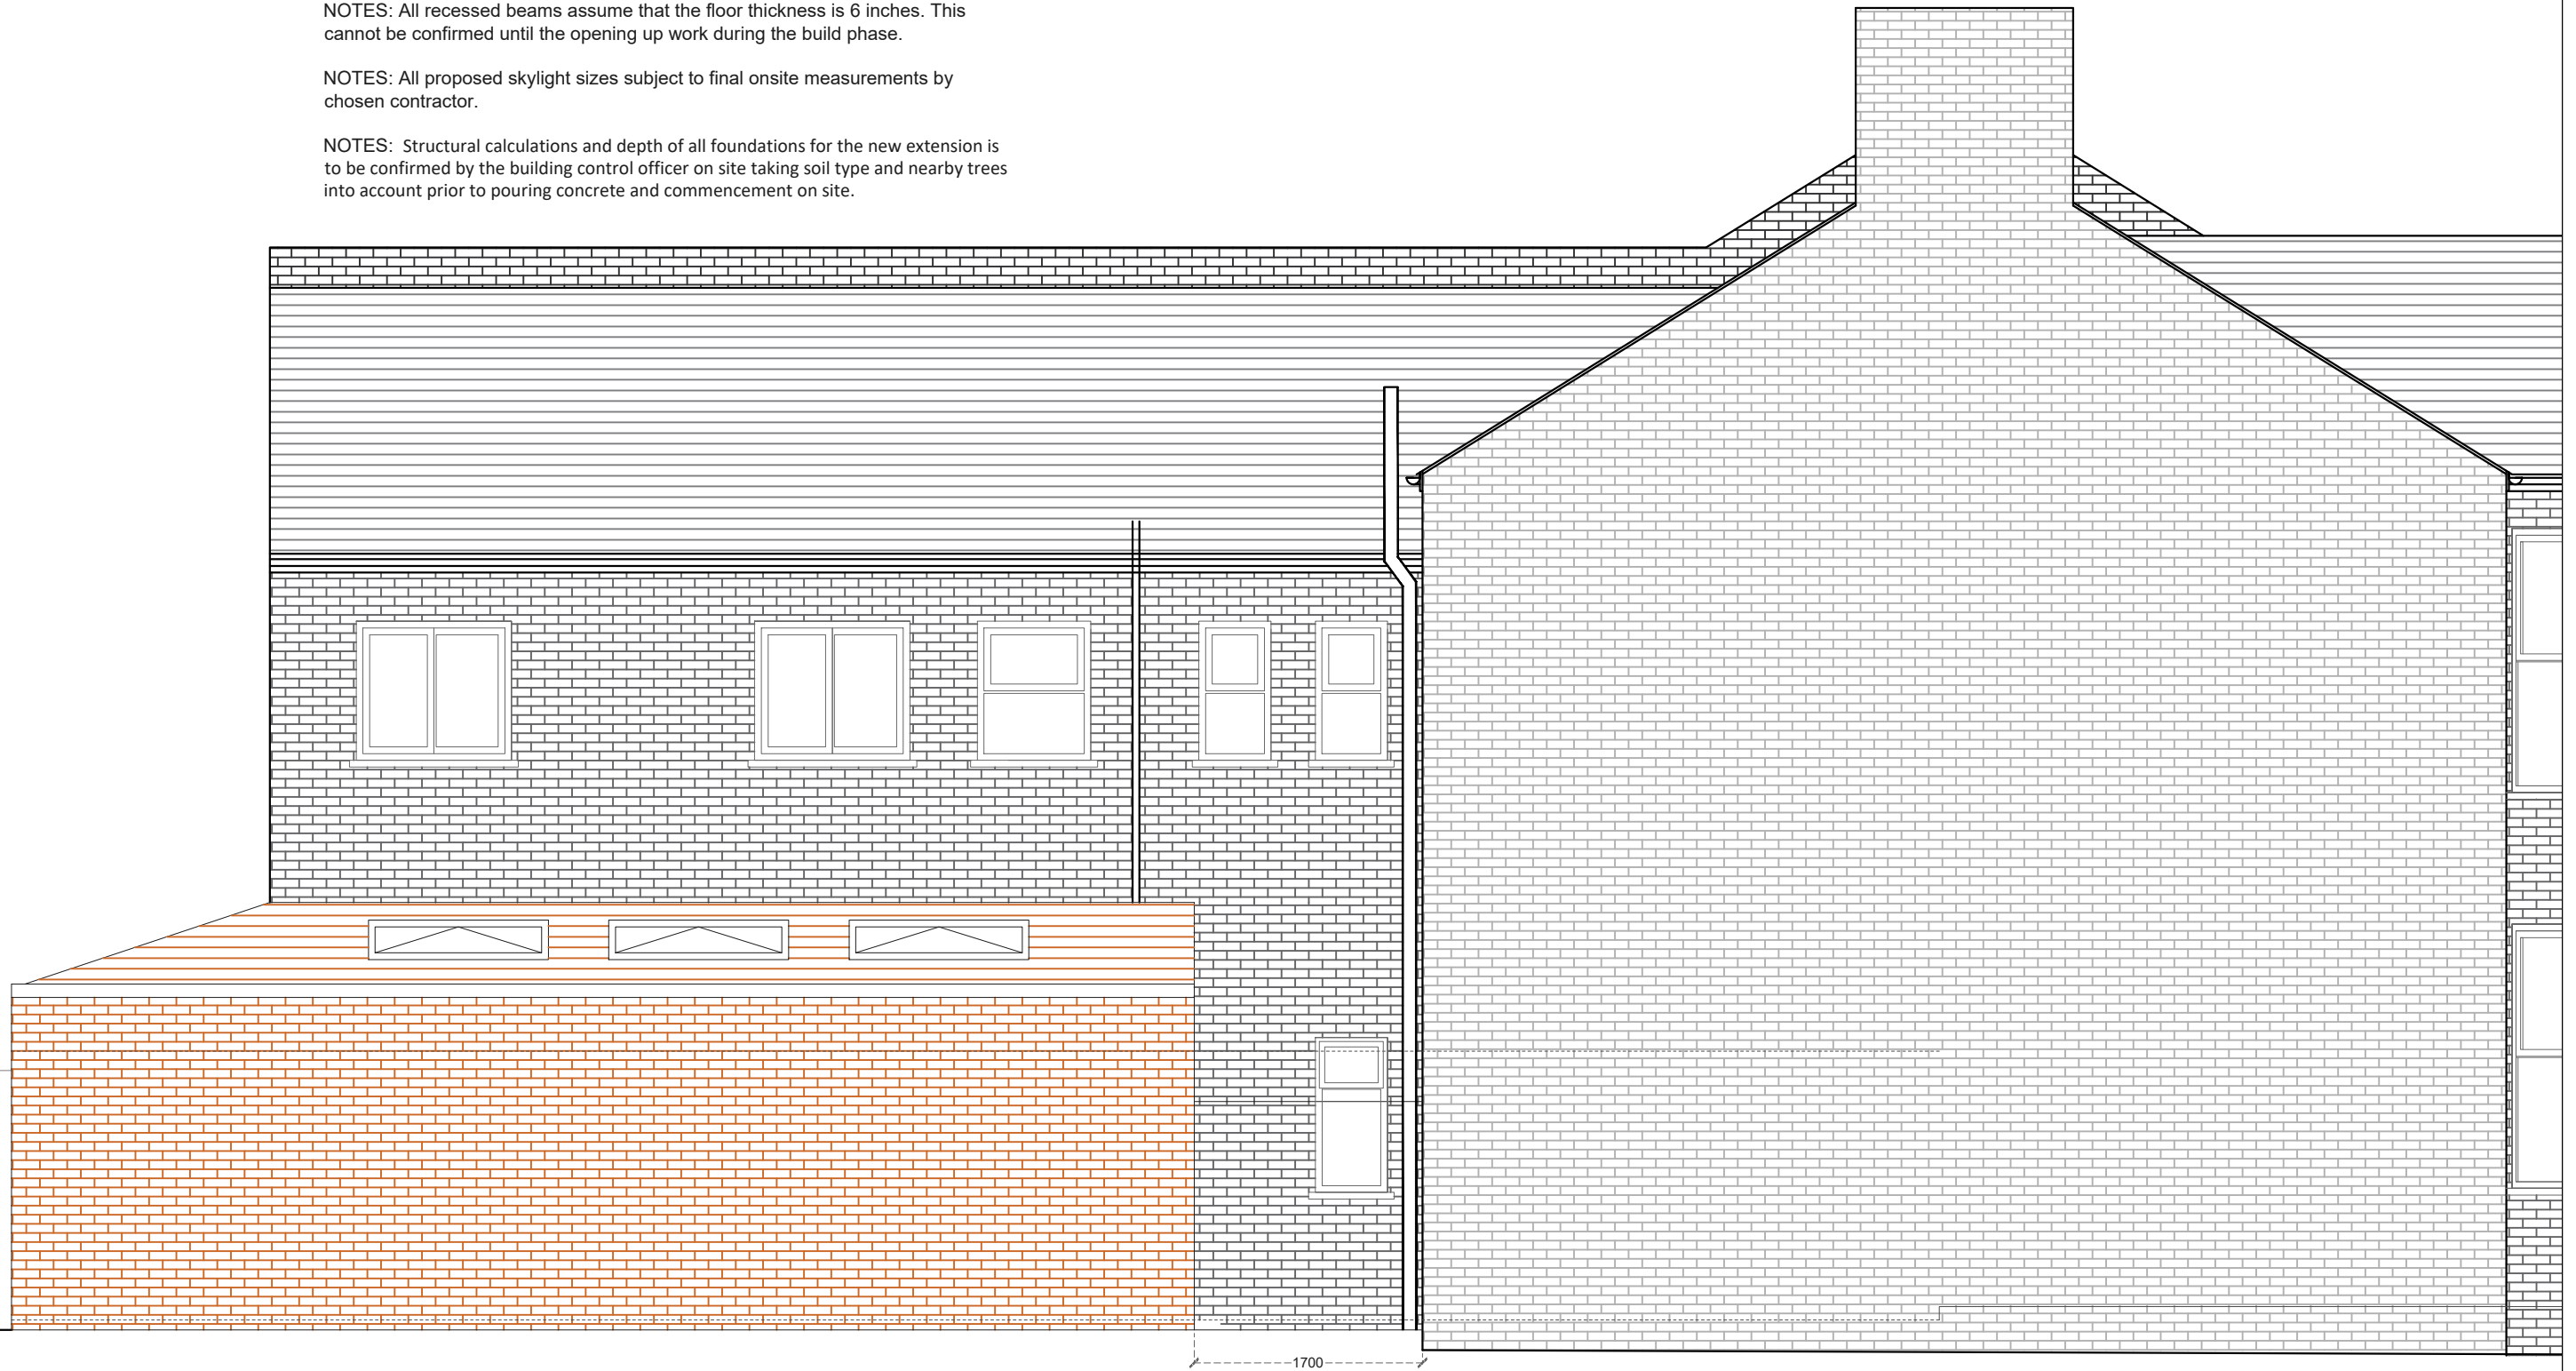 NOTES: All recessed beams assume that the floor thickness is 6 inches. This
cannot be confirmed until the opening up work during the build phase.
NOTES: All proposed skylight sizes subject to final onsite measurements by
chosen contractor.
NOTES: Structural calculations and depth of all foundations for the new extension is
to be confirmed by the building control officer on site taking soil type and nearby trees
into account prior to pouring concrete and commencement on site.
1700